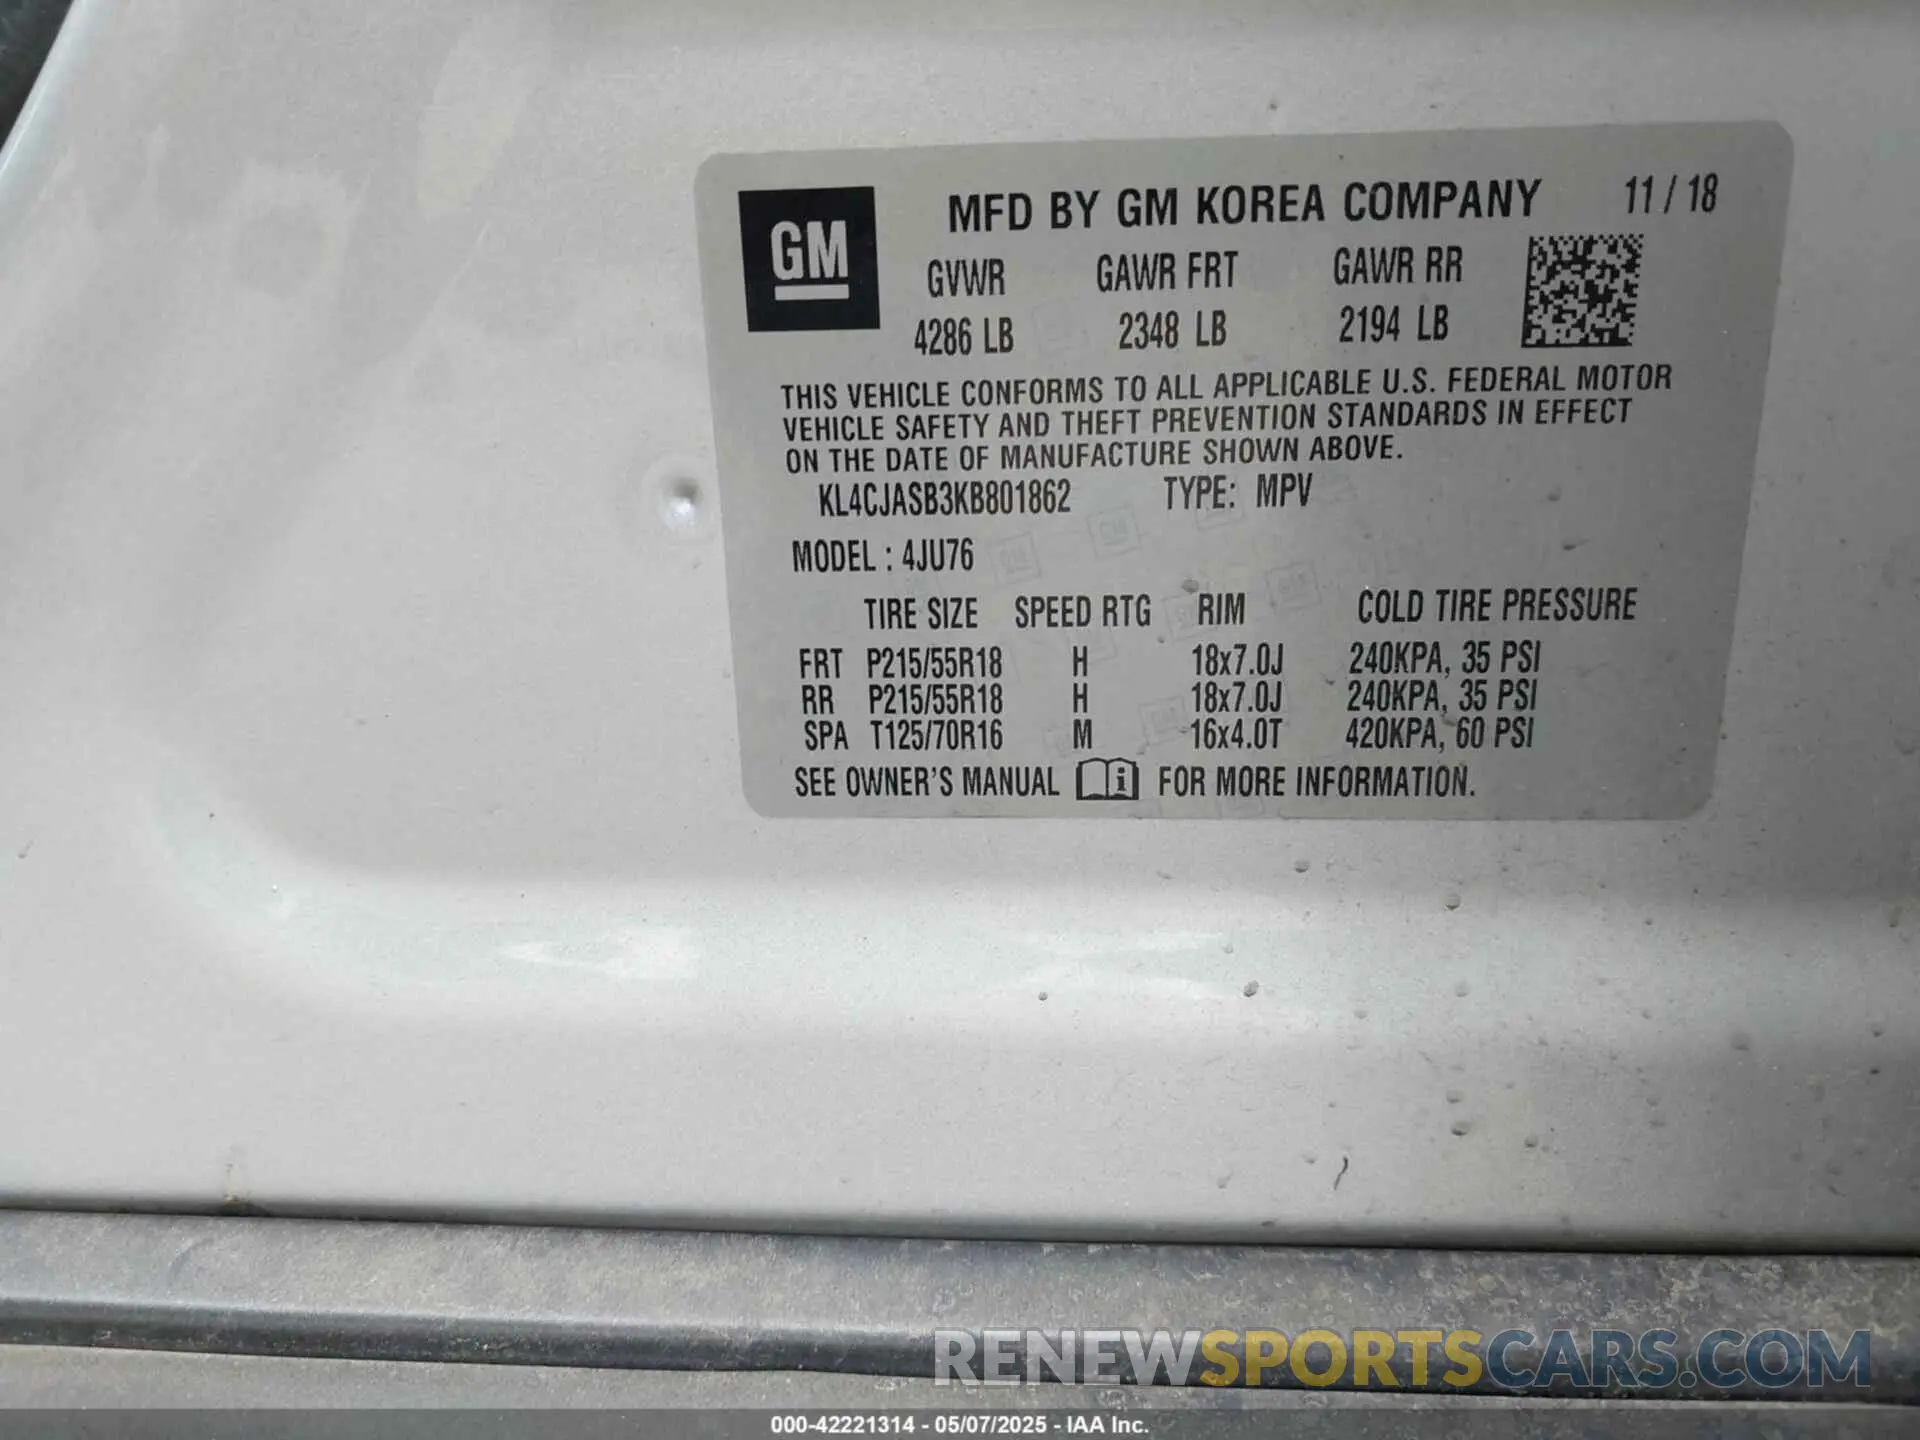 GM
MFD BY GM KOREA COMPANY 11 / 18
GVWR GAWR FRT GAWR RR
4286 LB 2348 LB 2194 LB
THIS VEHICLE CONFORMS TO ALL APPLICABLE U.S. FEDERAL MOTOR
VEHICLE SAFETY AND THEFT PREVENTION STANDARDS IN EFFECT
ON THE DATE OF MANUFACTURE SHOWN ABOVE.
KL4CJASB3KB801862 TYPE: MPV
MODEL : 4JU76
TIRE SIZE SPEED RTG RIM COLD TIRE PRESSURE
FRT P215/55R18 H 18x7.0J 240KPA, 35 PSI
RR P215/55R18 H 18x7.0J 240KPA, 35 PSI
SPA T125/70R16 M 16x4.0T 420KPA, 60 PSI
SEE OWNER'S MANUAL i FOR MORE INFORMATION.
RENEWSPORTSCARS.COM
000-42221314 - 05/07/2025 - IAA Inc.